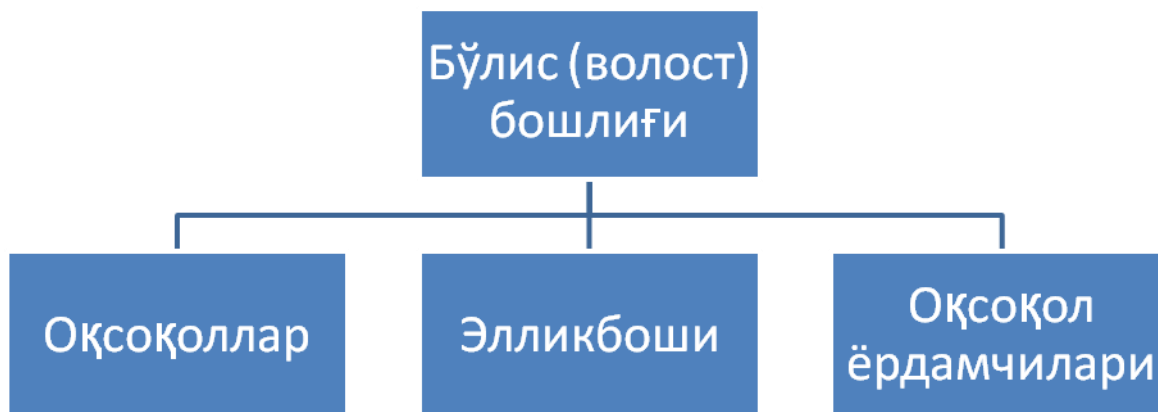 Бўлис (волост)
бошлиғи
Оқсоқоллар
Элликбоши
Оқсоқол
ёрдамчилари